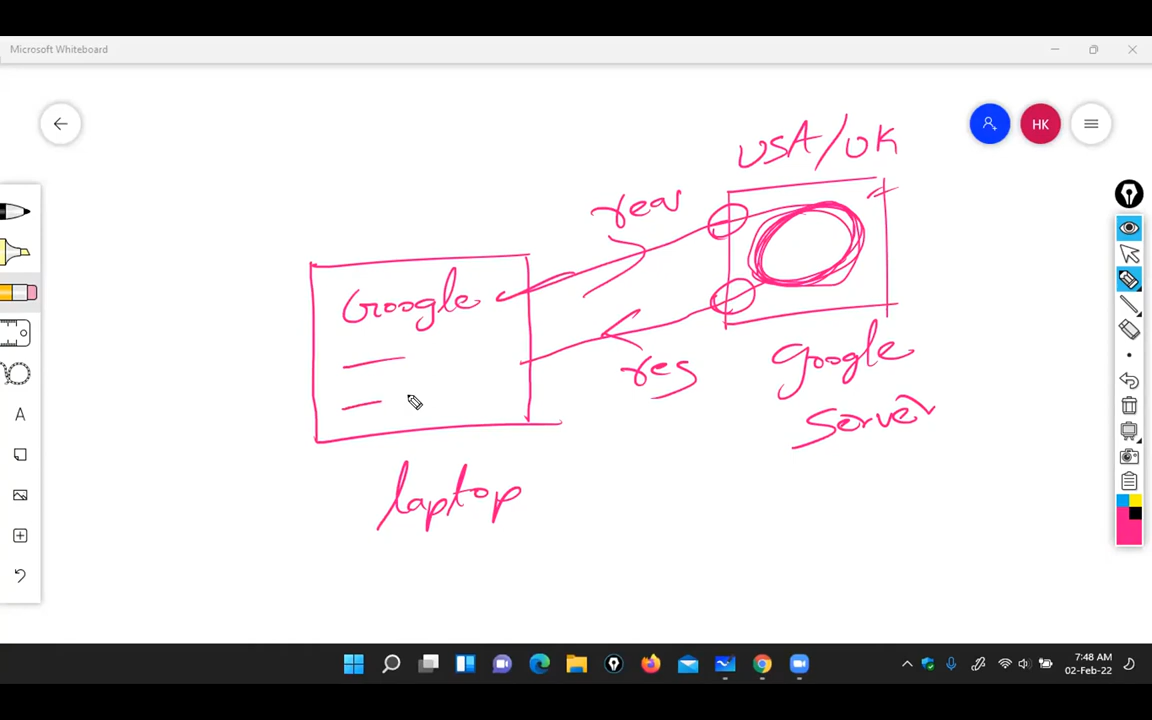 Microsoft Whiteboard
HK
USA/UK
req
Google
res
google
server
laptop
A
7:48 AM
02-Feb-22